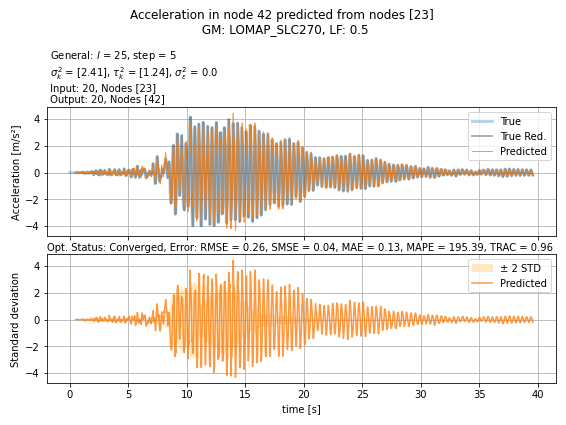 Acceleration in node 42 predicted from nodes [23]
GM: LOMAP_SLC270, LF: 0.5
General: l = 25, step = 5
σ²ₖ = [2.41], τ²ₖ = [1.24], σ²ε = 0.0
Input: 20, Nodes [23]
Output: 20, Nodes [42]
Acceleration [m/s²]
4
2
0
−2
−4
True
True Red.
Predicted
Opt. Status: Converged, Error: RMSE = 0.26, SMSE = 0.04, MAE = 0.13, MAPE = 195.39, TRAC = 0.96
Standard deviation
4
2
0
−2
−4
± 2 STD
Predicted
0 5 10 15 20 25 30 35 40
time [s]